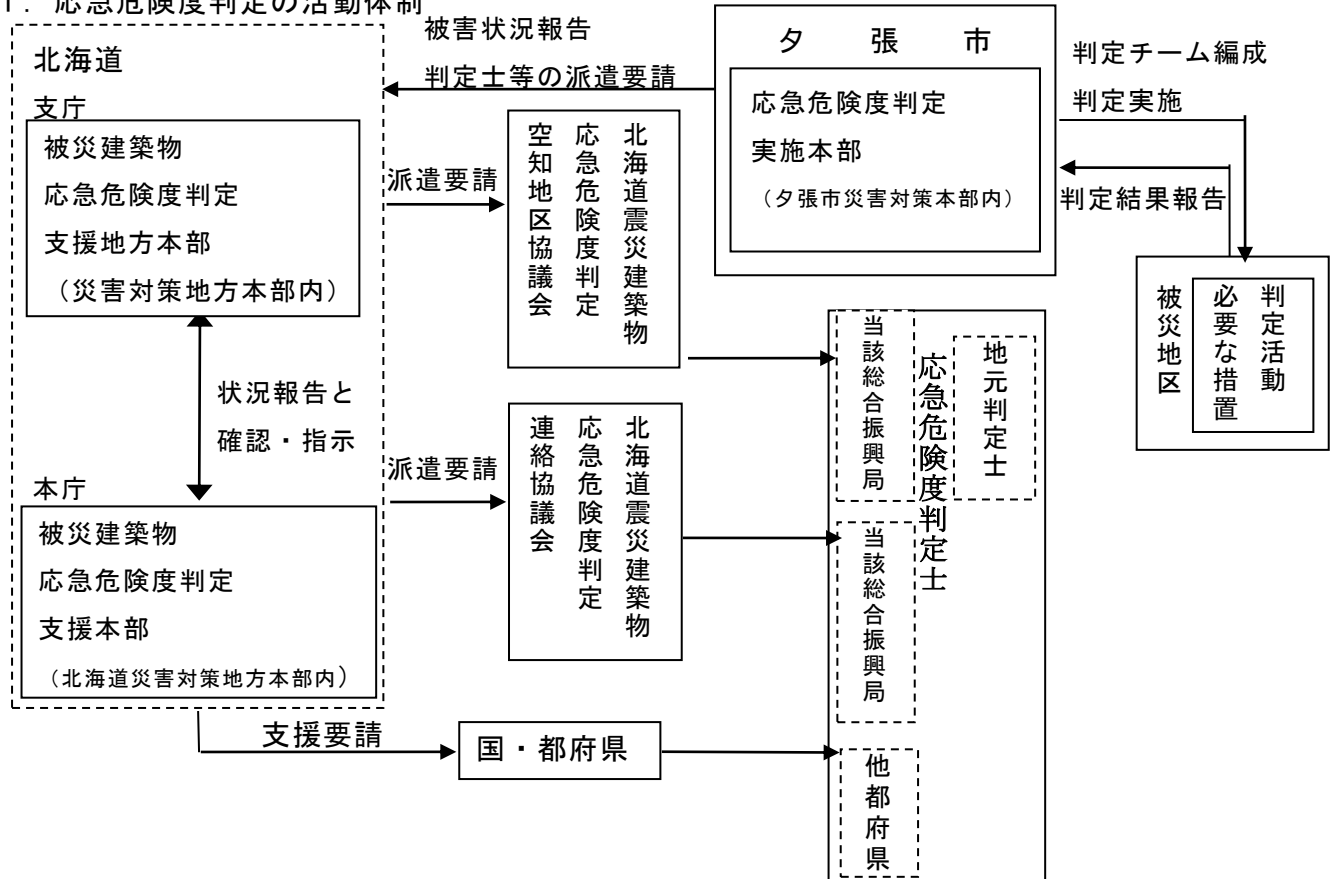 1．応急危険度判定の活動体制
北海道
支庁
被災建築物
応急危険度判定
支援地方本部
（災害対策地方本部内）
状況報告と
確認・指示
本庁
被災建築物
応急危険度判定
支援本部
（北海道災害対策地方本部内）
被害状況報告
判定士等の派遣要請
派遣要請
北海道震災建築物
応急危険度判定
空知地区協議会
派遣要請
北海道震災建築物
応急危険度判定
連絡協議会
支援要請
国・都府県
夕　張　市
応急危険度判定
実施本部
（夕張市災害対策本部内）
判定チーム編成
判定実施
判定結果報告
被災地区
判定活動
必要な措置
応急危険度判定士
地元判定士
当該総合振興局
当該総合振興局
他都府県